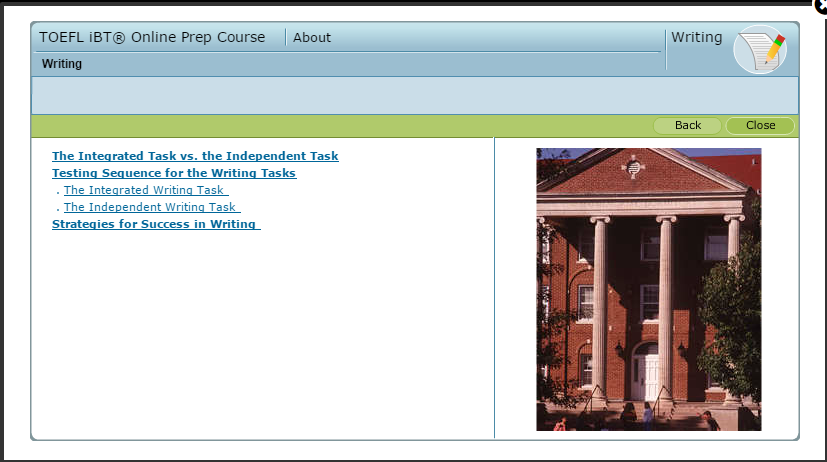 TOEFL iBT® Online Prep Course
About
Writing
Writing
Back
Close
The Integrated Task vs. the Independent Task
Testing Sequence for the Writing Tasks
. The Integrated Writing Task
. The Independent Writing Task
Strategies for Success in Writing